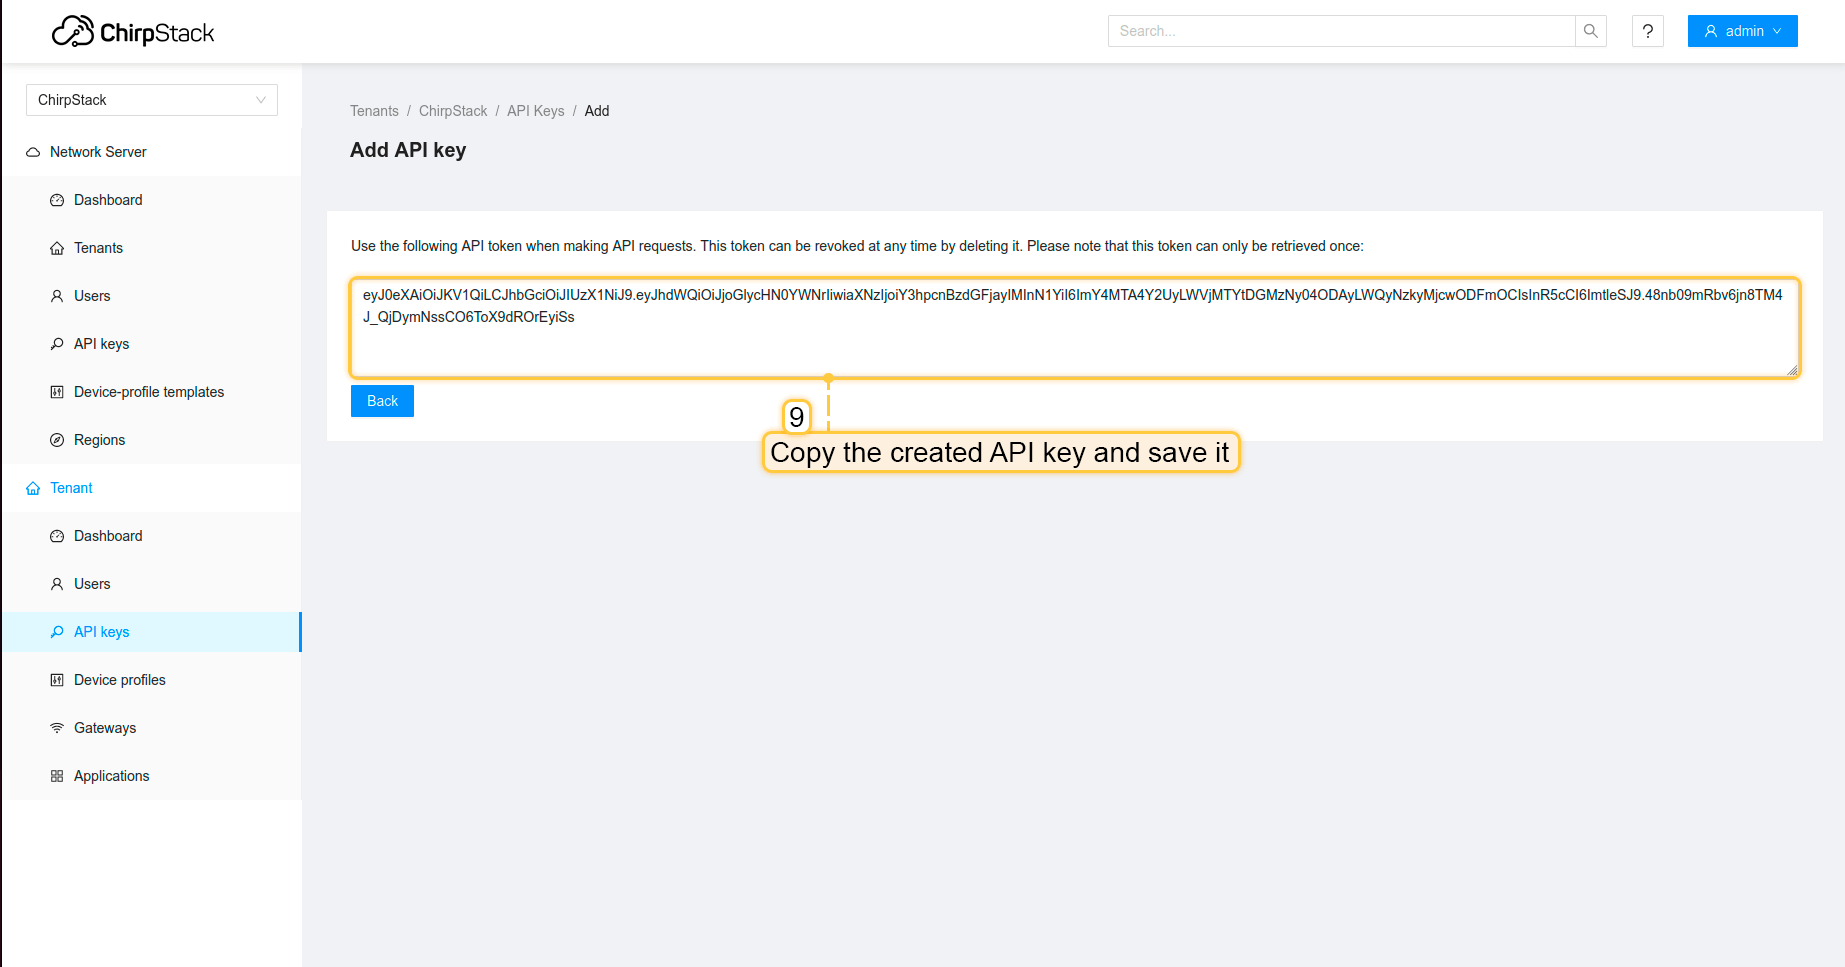 ChirpStack
Search...
?
admin
ChirpStack
Network Server
Dashboard
Tenants
Users
API keys
Device-profile templates
Regions
Tenant
Dashboard
Users
API keys
Device profiles
Gateways
Applications
Tenants / ChirpStack / API Keys / Add
Add API key
Use the following API token when making API requests. This token can be revoked at any time by deleting it. Please note that this token can only be retrieved once:
eyJ0eXAiOiJKV1QiLCJhbGciOiJIUzX1NiJ9.eyJhdWQiOiJjoGlycHN0YWNrIiwiaXNzIjoiY3hpcnBzdGFjayIMInN1YiI6ImY4MTA4Y2UyLWVjMTYtDGMzNy04ODAyLWQyNzkyMjcwODFmOCIsInR5cCI6ImtleSJ9.48nb09mRbv6jn8TM4
J_QjDymNssCO6ToX9dROrEyiSs
Back
9
Copy the created API key and save it